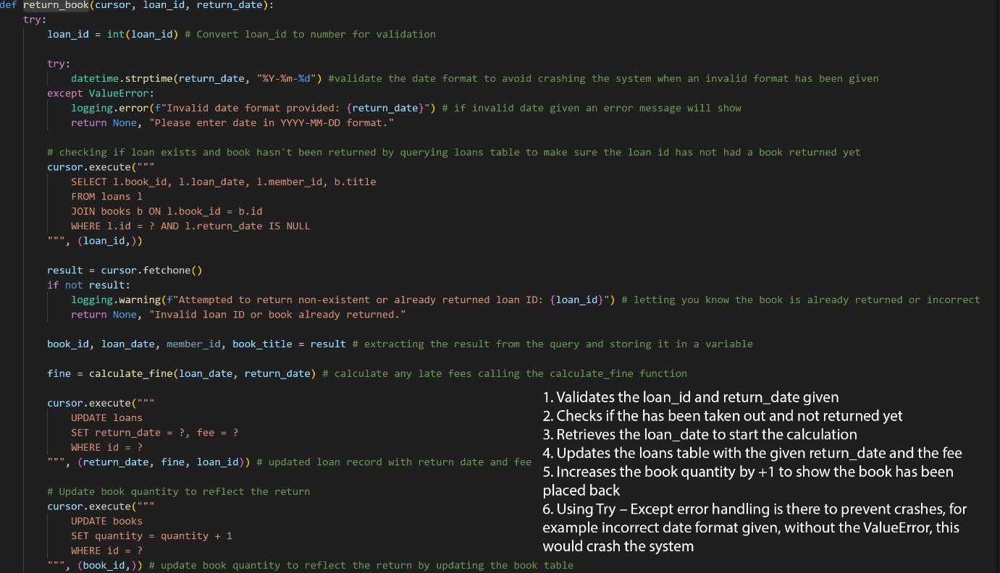 def return_book(cursor, loan_id, return_date):
    try:
        loan_id = int(loan_id) # Convert loan_id to number for validation
        try:
            datetime.strptime(return_date, "%Y-%m-%d") #validate the date format to avoid crashing the system when an invalid format has been given
        except ValueError:
            logging.error(f"Invalid date format provided: {return_date}") # if invalid date given an error message will show
            return None, "Please enter date in YYYY-MM-DD format."
        # checking if loan exists and book hasn't been returned by querying loans table to make sure the loan id has not had a book returned yet
        cursor.execute("""
            SELECT l.book_id, l.loan_date, l.member_id, b.title
            FROM loans l
            JOIN books b ON l.book_id = b.id
            WHERE l.id = ? AND l.return_date IS NULL
        """, (loan_id,))
        result = cursor.fetchone()
        if not result:
            logging.warning(f"Attempted to return non-existent or already returned loan ID: {loan_id}") # letting you know the book is already returned or incorrect
            return None, "Invalid loan ID or book already returned."
        book_id, loan_date, member_id, book_title = result # extracting the result from the query and storing it in a variable
        fine = calculate_fine(loan_date, return_date) # calculate any late fees calling the calculate_fine function
        cursor.execute("""
            UPDATE loans
            SET return_date = ?, fee = ?
            WHERE id = ?
        """, (return_date, fine, loan_id)) # updated loan record with return date and fee
        # Update book quantity to reflect the return
        cursor.execute("""
            UPDATE books
            SET quantity = quantity + 1
            WHERE id = ?
        """, (book_id,)) # update book quantity to reflect the return by updating the book table
1. Validates the loan_id and return_date given
2. Checks if the has been taken out and not returned yet
3. Retrieves the loan_date to start the calculation
4. Updates the loans table with the given return_date and the fee
5. Increases the book quantity by +1 to show the book has been
placed back
6. Using Try – Except error handling is there to prevent crashes, for
example incorrect date format given, without the ValueError, this
would crash the system